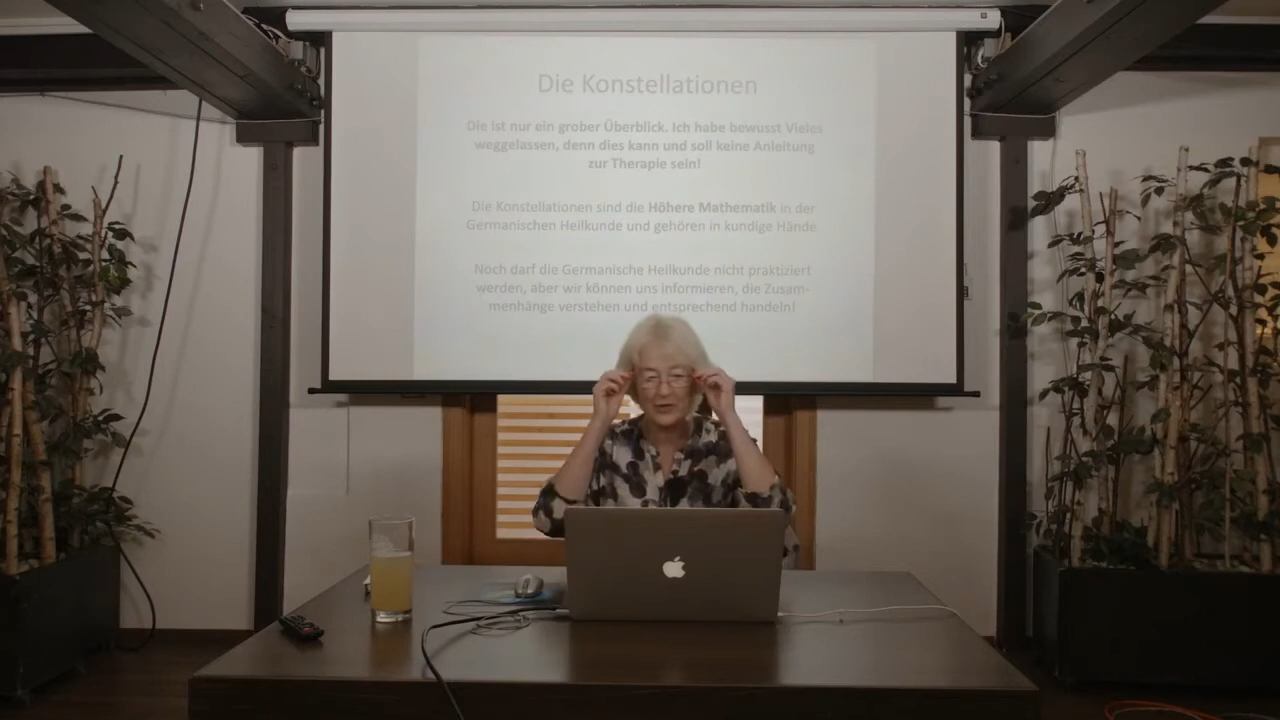 Die Konstellationen
Die ist nur ein grober Überblick. Ich habe bewusst Vieles
weggelassen, denn dies kann und soll keine Anleitung
zur Therapie sein!
Die Konstellationen sind die Höhere Mathematik in der
Germanischen Heilkunde und gehören in kundige Hände
Noch darf die Germanische Heilkunde nicht praktiziert
werden, aber wir können uns informieren, die Zusam-
menhänge verstehen und entsprechend handeln!